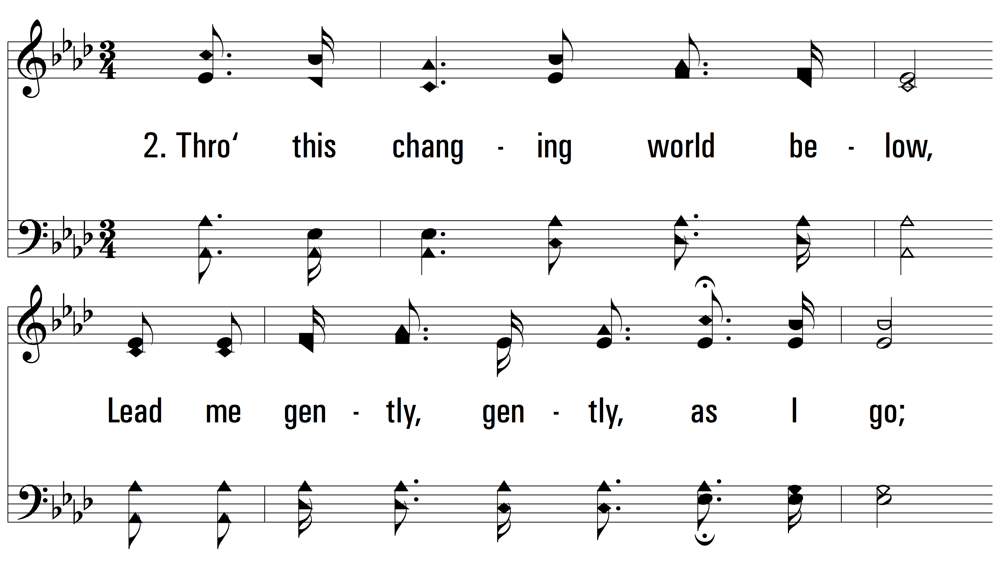 2. Thro‘ this chang - ing world be - low,
Lead me gen - tly, gen - tly, as I go;